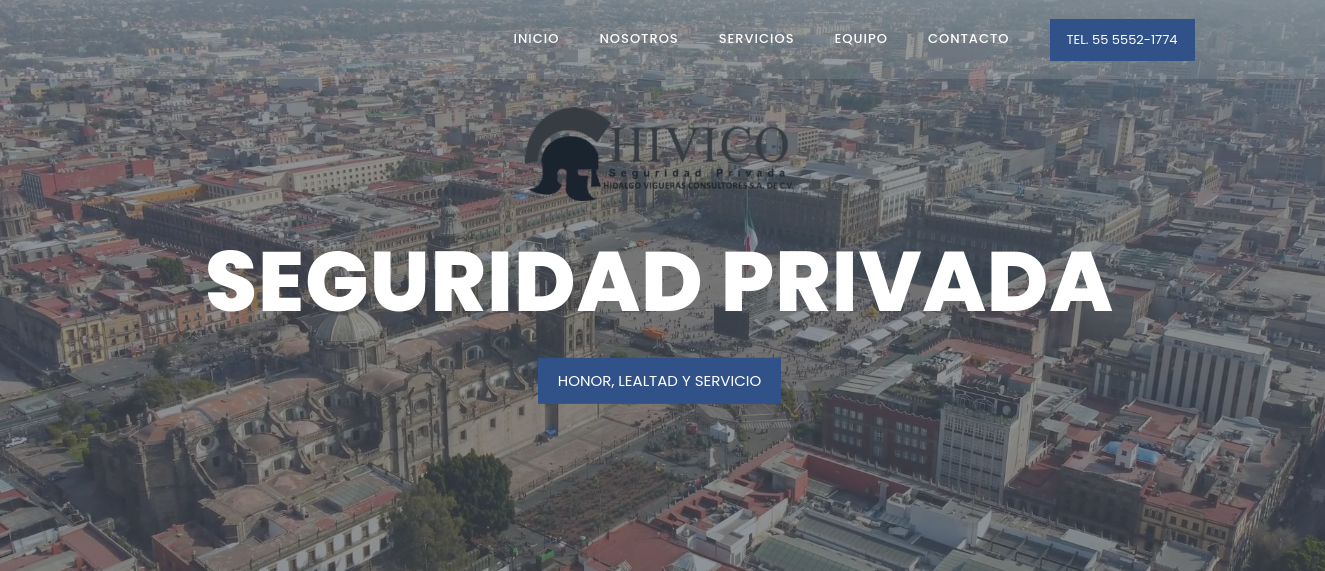 INICIO NOSOTROS SERVICIOS EQUIPO CONTACTO TEL. 55 5552-1774
HIVICO
Seguridad Privada
HIDALGO VIGUERAS CONSULTORES S.A. DE C.V.
SEGURIDAD PRIVADA
HONOR, LEALTAD Y SERVICIO